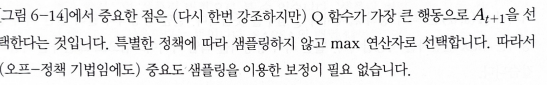 [그림 6-14]에서 중요한 점은 (다시 한번 강조하지만) Q 함수가 가장 큰 행동으로 Aₜ₊₁을 선
택한다는 것입니다. 특별한 정책에 따라 샘플링하지 않고 max 연산자로 선택합니다. 따라서
(오프-정책 기법임에도) 중요도 샘플링을 이용한 보정이 필요 없습니다.